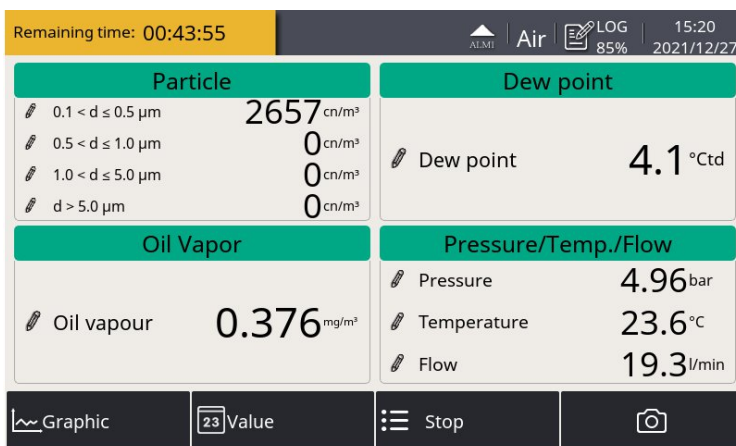 Remaining time: 00:43:55
ALMI
Air
LOG
85%
15:20
2021/12/27
Particle
0.1 < d ≤ 0.5 µm 2657 cn/m³
0.5 < d ≤ 1.0 µm 0 cn/m³
1.0 < d ≤ 5.0 µm 0 cn/m³
d > 5.0 µm 0 cn/m³
Dew point
Dew point 4.1 °Ctd
Oil Vapor
Oil vapour 0.376 mg/m³
Pressure/Temp./Flow
Pressure 4.96 bar
Temperature 23.6 °C
Flow 19.3 l/min
Graphic
23 Value
Stop